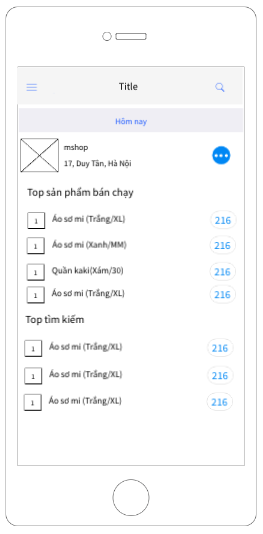 Title
Hôm nay
mshop
17, Duy Tân, Hà Nội
Top sản phẩm bán chạy
1 Áo sơ mi (Trắng/XL) 216
1 Áo sơ mi (Xanh/MM) 216
1 Quần kaki(Xám/30) 216
1 Áo sơ mi (Trắng/XL) 216
Top tìm kiếm
1 Áo sơ mi (Trắng/XL) 216
1 Áo sơ mi (Trắng/XL) 216
1 Áo sơ mi (Trắng/XL) 216